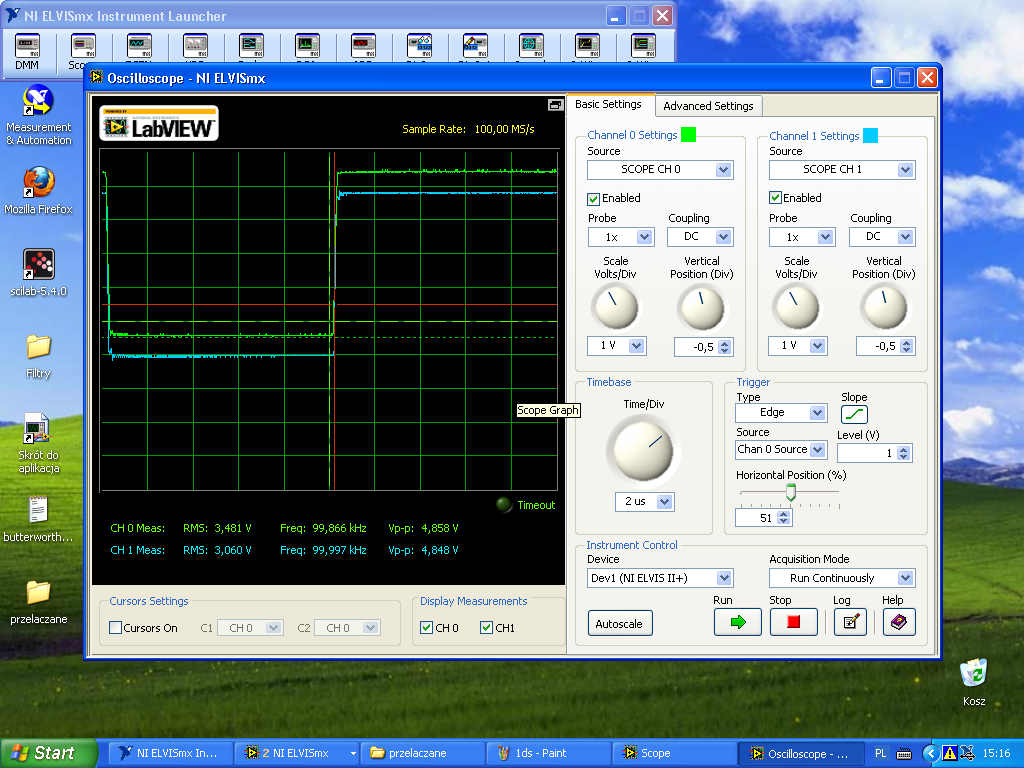 NI ELVISmx Instrument Launcher
DMM
Oscilloscope - NI ELVISmx
POWERED BY
LabVIEW
Sample Rate: 100,00 MS/s
Timeout
CH 0 Meas: RMS: 3,481 V Freq: 99,866 kHz Vp-p: 4,858 V
CH 1 Meas: RMS: 3,060 V Freq: 99,997 kHz Vp-p: 4,848 V
Cursors Settings
Cursors On C1 CH 0 C2 CH 0
Display Measurements
CH 0 CH1
Scope Graph
Basic Settings
Advanced Settings
Channel 0 Settings
Source
SCOPE CH 0
Enabled
Probe Coupling
1x DC
Scale Volts/Div
Vertical Position (Div)
1 V -0,5
Channel 1 Settings
Source
SCOPE CH 1
Enabled
Probe Coupling
1x DC
Scale Volts/Div
Vertical Position (Div)
1 V -0,5
Timebase
Time/Div
2 us
Trigger
Type Slope
Edge
Source Level (V)
Chan 0 Source 1
Horizontal Position (%)
51
Instrument Control
Device Acquisition Mode
Dev1 (NI ELVIS II+) Run Continuously
Run Stop Log Help
Autoscale
Measurement
& Automation
Mozilla Firefox
scilab-5.4.0
Filtry
Skrót do
aplikacja
butterworth...
przelaczane
Kosz
Start
NI ELVISmx In...
2 NI ELVISmx
przelaczane
1ds - Paint
Scope
Oscilloscope - ...
PL
15:16